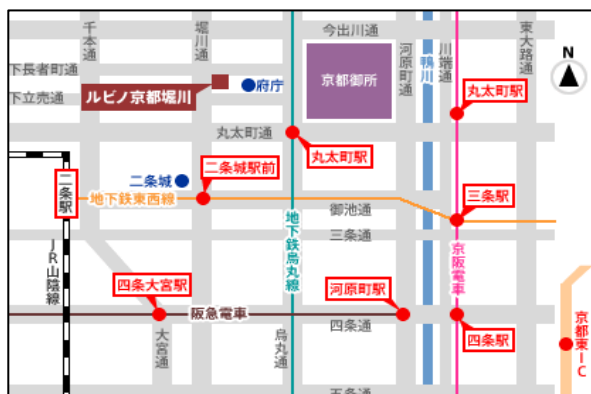 今出川通
千本通
堀川通
河原町通
鴨川
川端通
東大路通
N
下長者町通
府庁
京都御所
ルビノ京都堀川
下立売通
丸太町駅
丸太町通
丸太町駅
二条城駅前
二条城
二条駅
地下鉄東西線
御池通
三条駅
三条通
地下鉄烏丸線
京阪電車
JR山陰線
四条大宮駅
河原町駅
阪急電車
四条通
四条駅
大宮通
烏丸通
京都東IC
五条通